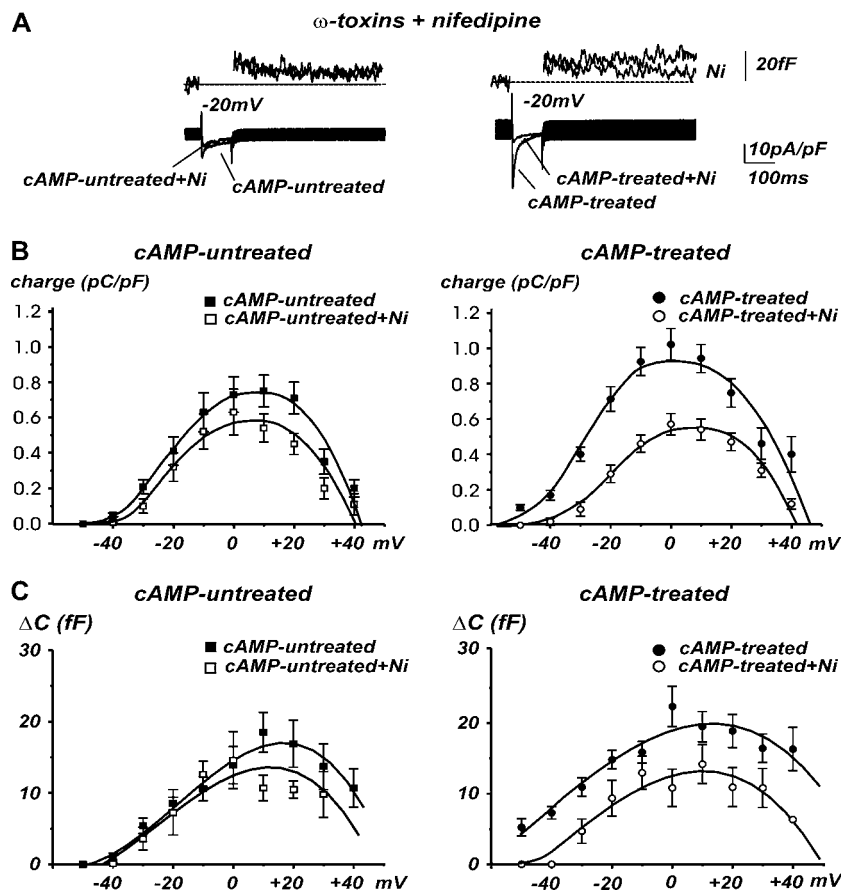 A
ω-toxins + nifedipine
Ni
20fF
-20mV
-20mV
10pA/pF
100ms
cAMP-untreated+Ni
cAMP-untreated
cAMP-treated+Ni
cAMP-treated
B
cAMP-untreated
cAMP-treated
charge (pC/pF)
charge (pC/pF)
cAMP-untreated
cAMP-untreated+Ni
cAMP-treated
cAMP-treated+Ni
1.2
1.0
0.8
0.6
0.4
0.2
0.0
-40 -20 0 +20 +40 mV
1.2
1.0
0.8
0.6
0.4
0.2
0.0
-40 -20 0 +20 +40 mV
C
cAMP-untreated
cAMP-treated
ΔC (fF)
ΔC (fF)
cAMP-untreated
cAMP-untreated+Ni
cAMP-treated
cAMP-treated+Ni
30
20
10
0
-40 -20 0 +20 +40 mV
30
20
10
0
-40 -20 0 +20 +40 mV